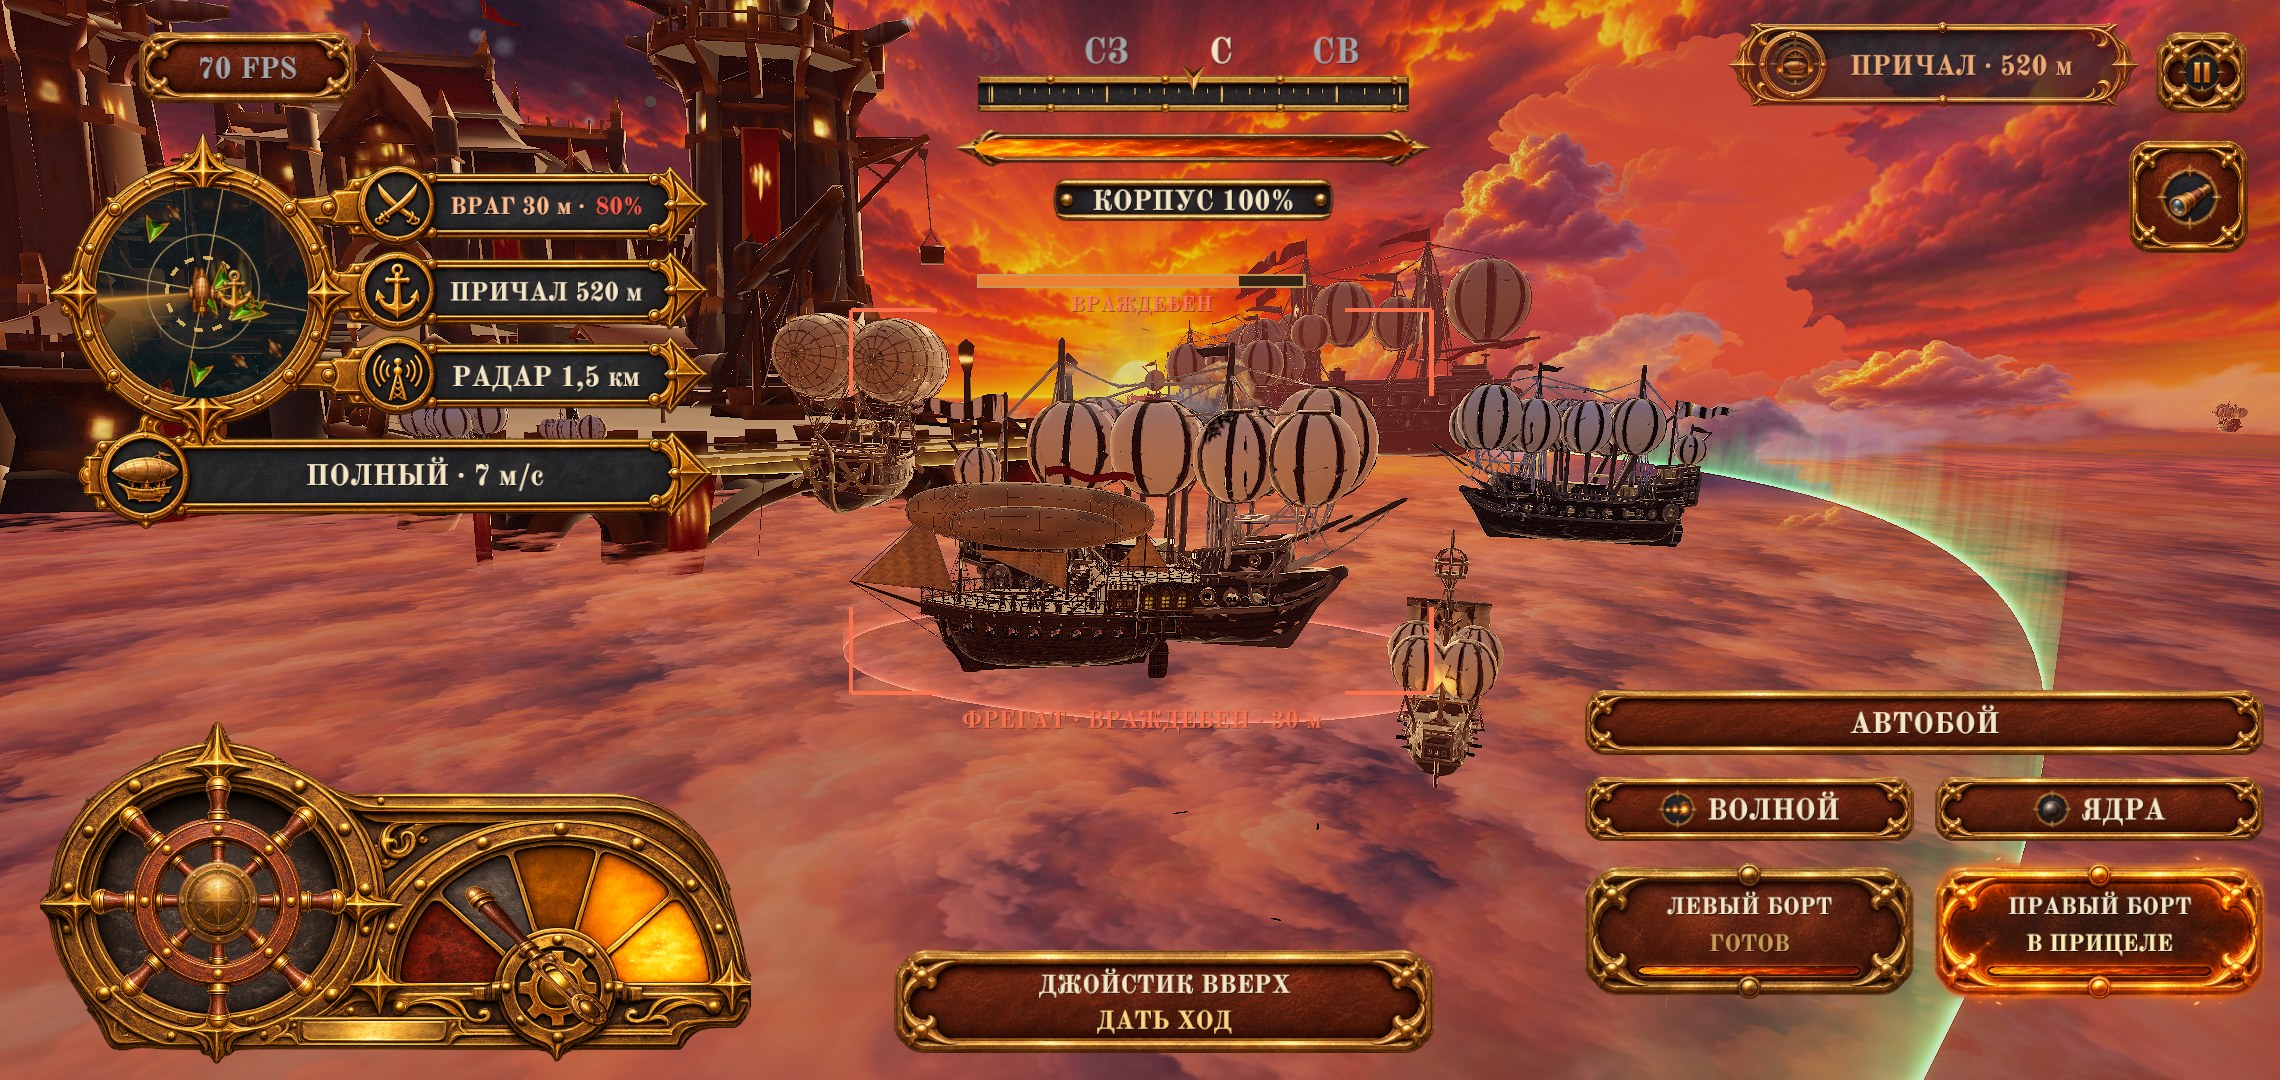 70 FPS
СЗ С СВ
ПРИЧАЛ · 520 м
КОРПУС 100%
ВРАГ 30 м · 80%
ПРИЧАЛ 520 м
РАДАР 1,5 км
ПОЛНЫЙ · 7 м/с
ВРАЖДЕБЕН
ФРЕГАТ · ВРАЖДЕБЕН · 30 м
АВТОБОЙ
ВОЛНОЙ
ЯДРА
ЛЕВЫЙ БОРТ
ГОТОВ
ПРАВЫЙ БОРТ
В ПРИЦЕЛЕ
ДЖОЙСТИК ВВЕРХ
ДАТЬ ХОД